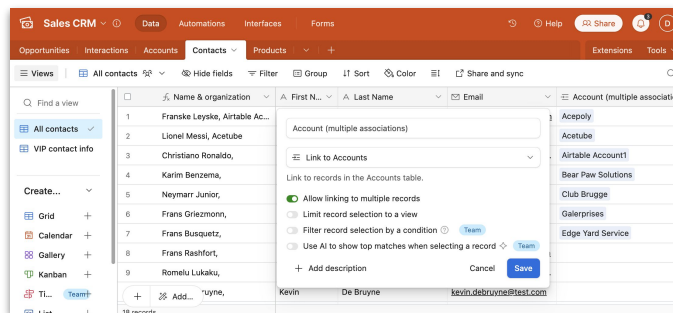 Sales CRM
Data
Automations
Interfaces
Forms
Help
Share
Opportunities
Interactions
Accounts
Contacts
Products
Extensions
Tools
Views
All contacts
Hide fields
Filter
Group
Sort
Color
Share and sync
Find a view
All contacts
VIP contact info
Create...
Grid
Calendar
Gallery
Kanban
Ti... Team
Name & organization
First N...
Last Name
Email
Account (multiple associati
1 Franske Leyske, Airtable Ac...
2 Lionel Messi, Acetube
3 Christiano Ronaldo,
4 Karim Benzema,
5 Neymarr Junior,
6 Frans Griezmonn,
7 Frans Busquetz,
8 Frans Rashfort,
9 Romelu Lukaku,
Account (multiple associations)
Link to Accounts
Link to records in the Accounts table.
Allow linking to multiple records
Limit record selection to a view
Filter record selection by a condition Team
Use AI to show top matches when selecting a record Team
Add description
Cancel
Save
Acepoly
Acetube
Airtable Account1
Bear Paw Solutions
Club Brugge
Galerprises
Edge Yard Service
Add...
uyne,
Kevin
De Bruyne
kevin.debruyne@test.com
18 records